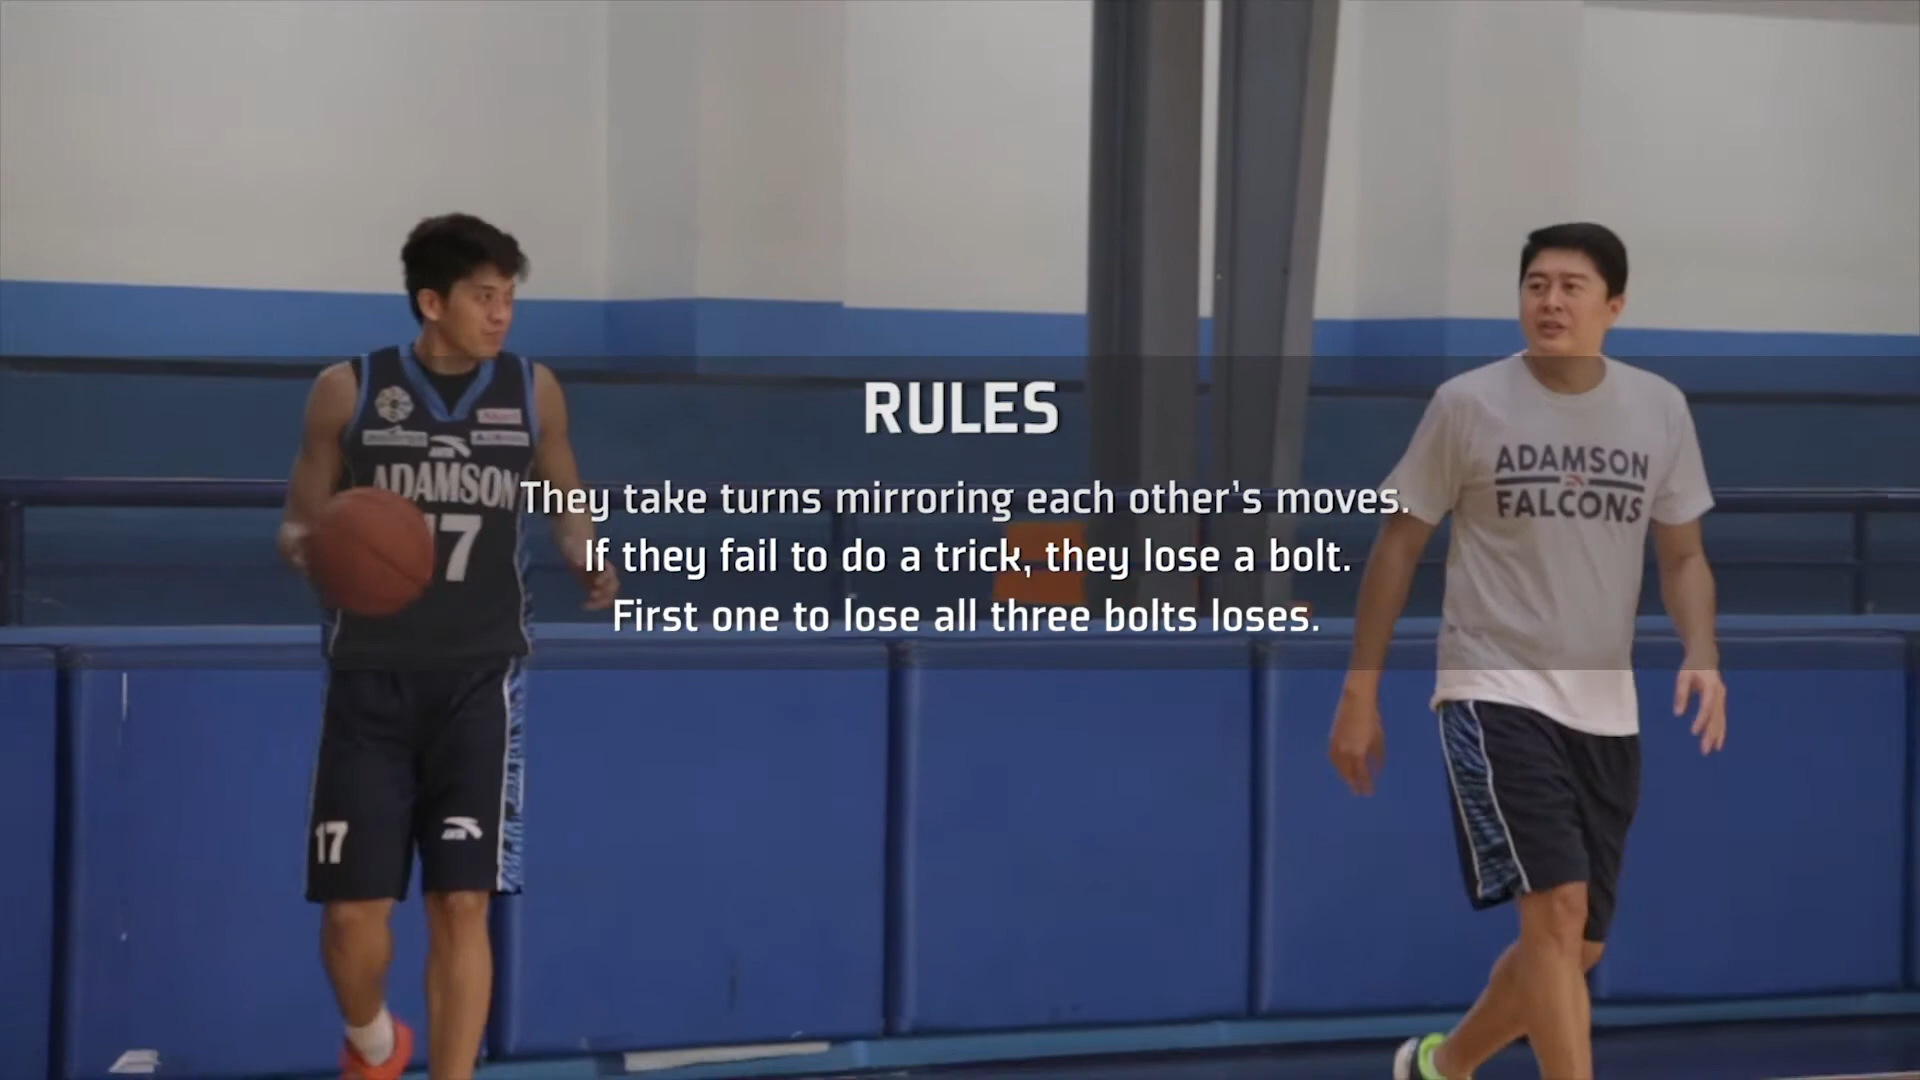 RULES
They take turns mirroring each other's moves.
If they fail to do a trick, they lose a bolt.
First one to lose all three bolts loses.
ADAMSON
17
17
ANTA
ADAMSON
FALCONS